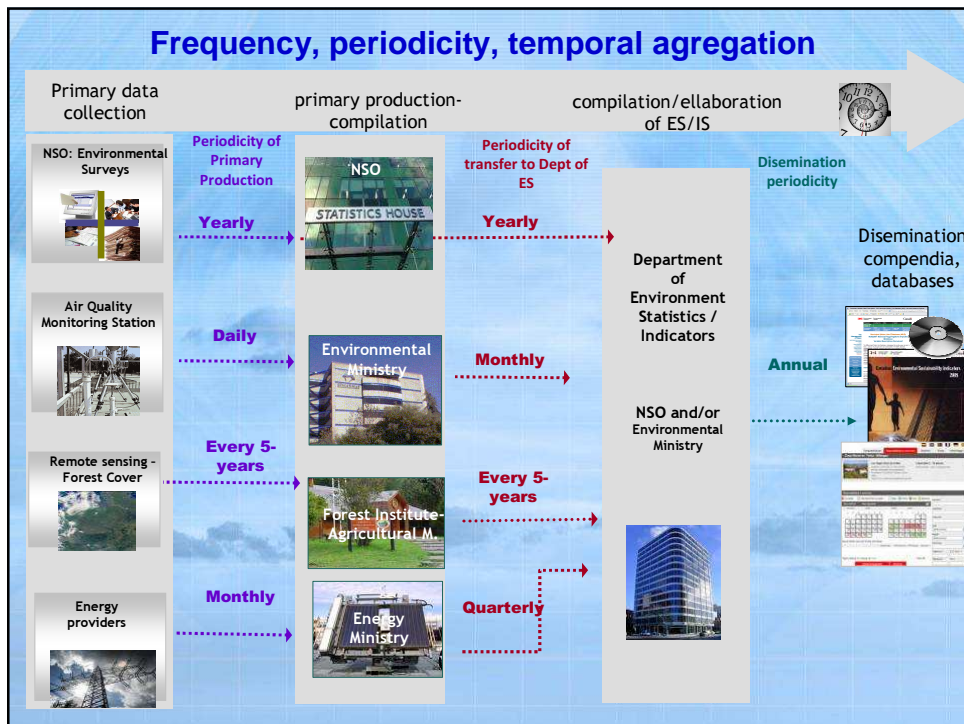 Frequency, periodicity, temporal agregation
Primary data
collection
primary production-
compilation
compilation/ellaboration
of ES/IS
Periodicity of
Primary
Production
Periodicity of
transfer to Dept of
ES
Disemination
periodicity
NSO: Environmental
Surveys
Yearly
NSO
STATISTICS HOUSE
Yearly
Air Quality
Monitoring Station
Daily
Environmental
Ministry
Monthly
Remote sensing –
Forest Cover
Every 5-
years
Forest Institute-
Agricultural M.
Every 5-
years
Energy
providers
Monthly
Energy
Ministry
Quarterly
Department
of
Environment
Statistics /
Indicators
NSO and/or
Environmental
Ministry
Annual
Disemination
compendia,
databases
Environmental Sustainability Indicators